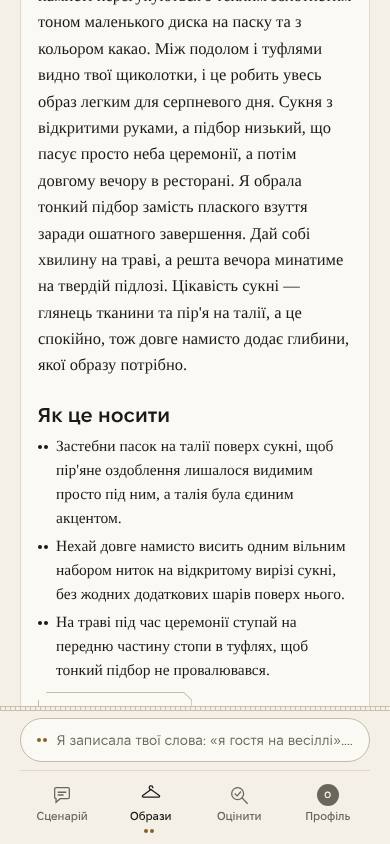 тоном маленького диска на паску та з
кольором какао. Між подолом і туфлями
видно твої щиколотки, і це робить увесь
образ легким для серпневого дня. Сукня з
відкритими руками, а підбор низький, що
пасує просто неба церемонії, а потім
довгому вечору в ресторані. Я обрала
тонкий підбор замість плаского взуття
заради ошатного завершення. Дай собі
хвилину на траві, а решта вечора минатиме
на твердій підлозі. Цікавість сукні —
глянець тканини та пір'я на талії, а це
спокійно, тож довге намисто додає глибини,
якої образу потрібно.
Як це носити
•• Застебни пасок на талії поверх сукні, щоб
пір'яне оздоблення лишалося видимим
просто під ним, а талія була єдиним
акцентом.
•• Нехай довге намисто висить одним вільним
набором ниток на відкритому вирізі сукні,
без жодних додаткових шарів поверх нього.
•• На траві під час церемонії ступай на
передню частину стопи в туфлях, щоб
тонкий підбор не провалювався.
•• Я записала твої слова: «я гостя на весіллі»....
Сценарій
Образи
Оцінити
О
Профіль